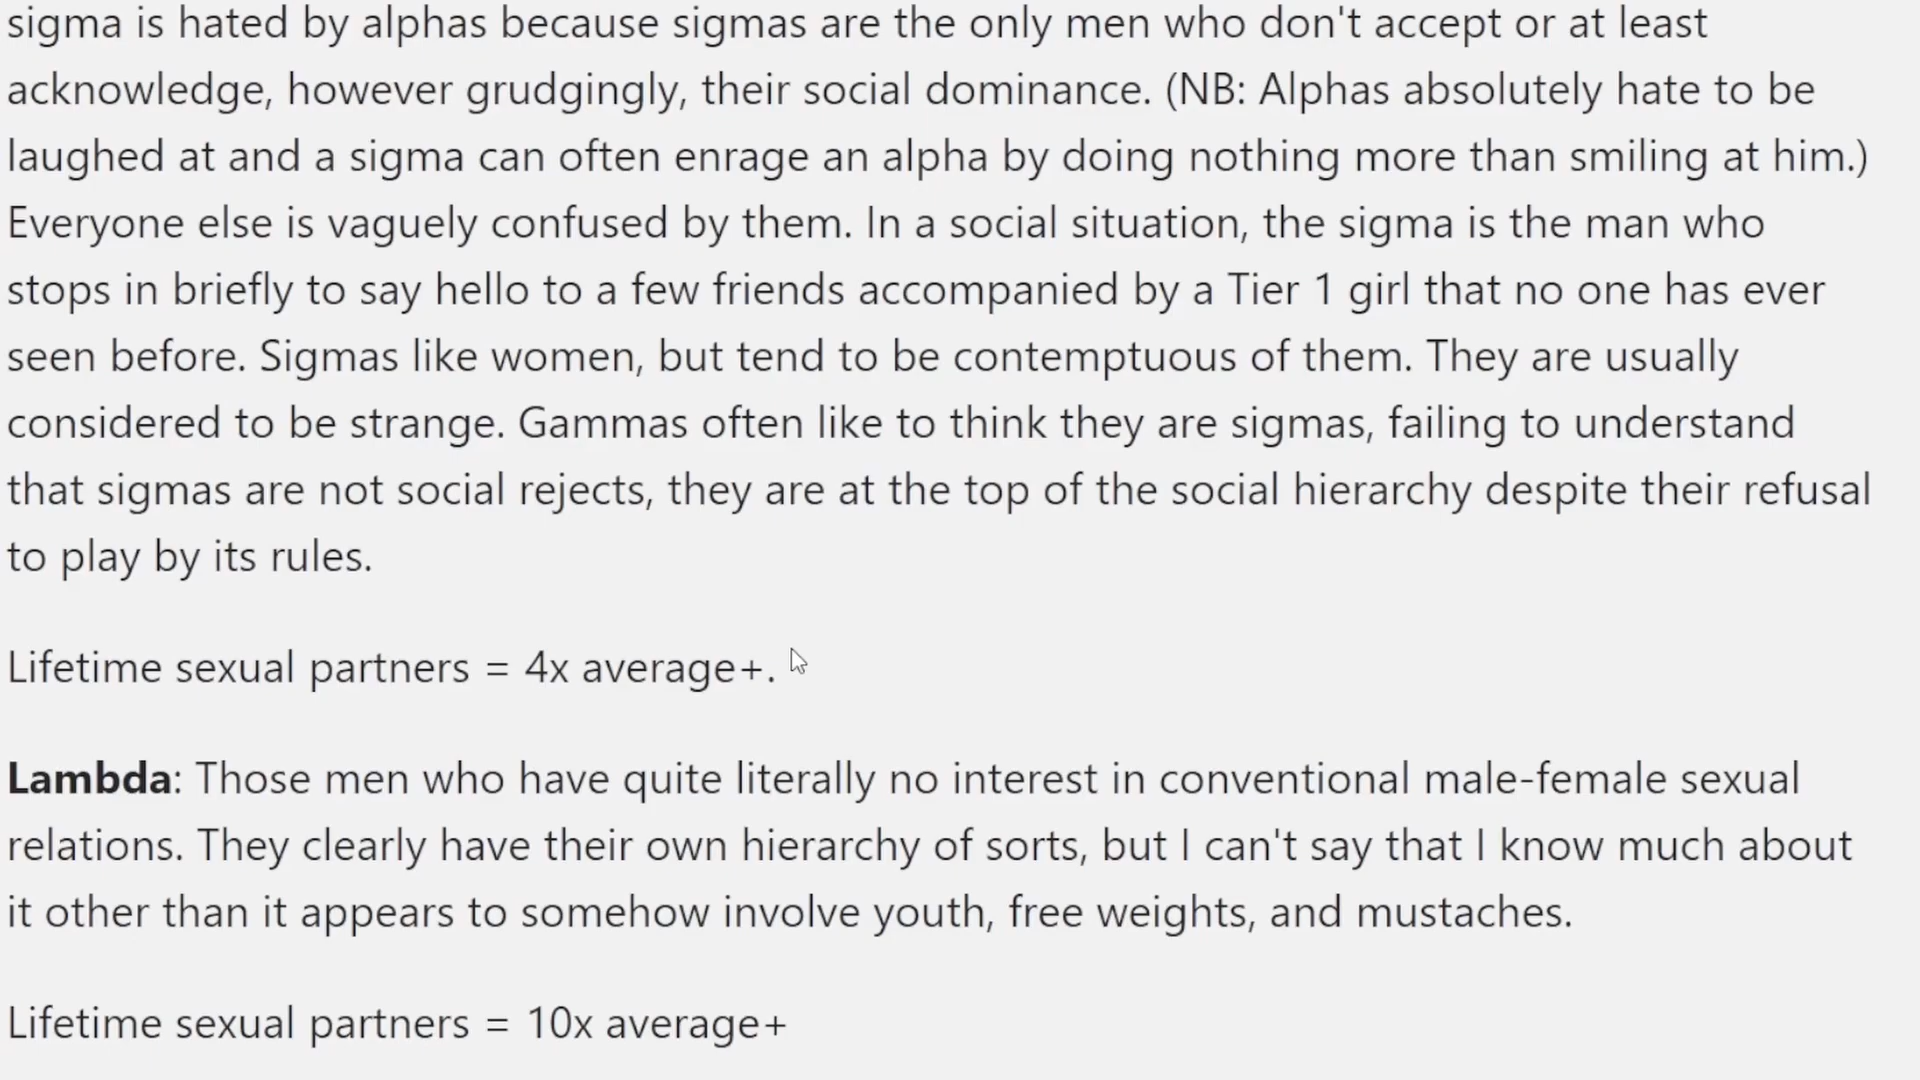 sigma is hated by alphas because sigmas are the only men who don't accept or at least
acknowledge, however grudgingly, their social dominance. (NB: Alphas absolutely hate to be
laughed at and a sigma can often enrage an alpha by doing nothing more than smiling at him.)
Everyone else is vaguely confused by them. In a social situation, the sigma is the man who
stops in briefly to say hello to a few friends accompanied by a Tier 1 girl that no one has ever
seen before. Sigmas like women, but tend to be contemptuous of them. They are usually
considered to be strange. Gammas often like to think they are sigmas, failing to understand
that sigmas are not social rejects, they are at the top of the social hierarchy despite their refusal
to play by its rules.
Lifetime sexual partners = 4x average+.
Lambda: Those men who have quite literally no interest in conventional male-female sexual
relations. They clearly have their own hierarchy of sorts, but I can't say that I know much about
it other than it appears to somehow involve youth, free weights, and mustaches.
Lifetime sexual partners = 10x average+